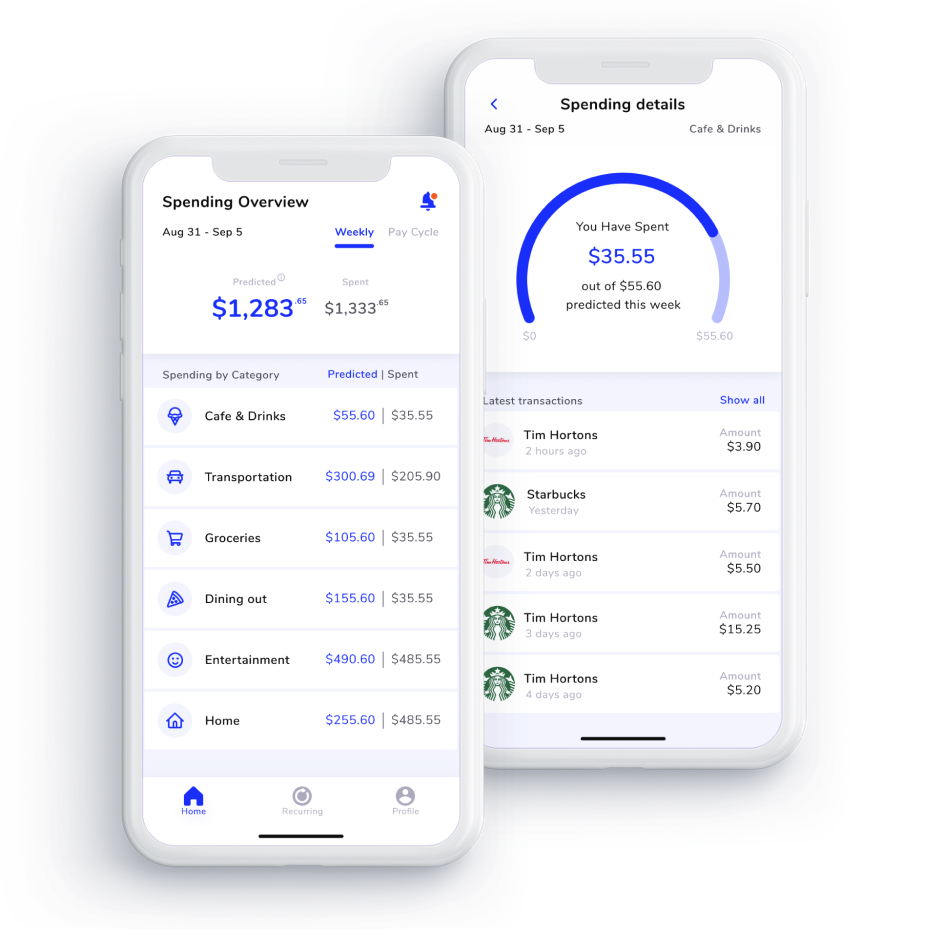 Spending Overview
Aug 31 - Sep 5
Weekly
Pay Cycle
Predicted
Spent
$1,283.65
$1,333.65
Spending by Category
Predicted | Spent
Cafe & Drinks
$55.60 | $35.55
Transportation
$300.69 | $205.90
Groceries
$105.60 | $35.55
Dining out
$155.60 | $35.55
Entertainment
$490.60 | $485.55
Home
$255.60 | $485.55
Home
Recurring
Profile
Spending details
Aug 31 - Sep 5
Cafe & Drinks
You Have Spent
$35.55
out of $55.60
predicted this week
$0
$55.60
Latest transactions
Show all
Tim Hortons
Tim Hortons
2 hours ago
Amount
$3.90
Starbucks
Yesterday
Amount
$5.70
Tim Hortons
Tim Hortons
2 days ago
Amount
$5.50
Tim Hortons
3 days ago
Amount
$15.25
Tim Hortons
4 days ago
Amount
$5.20